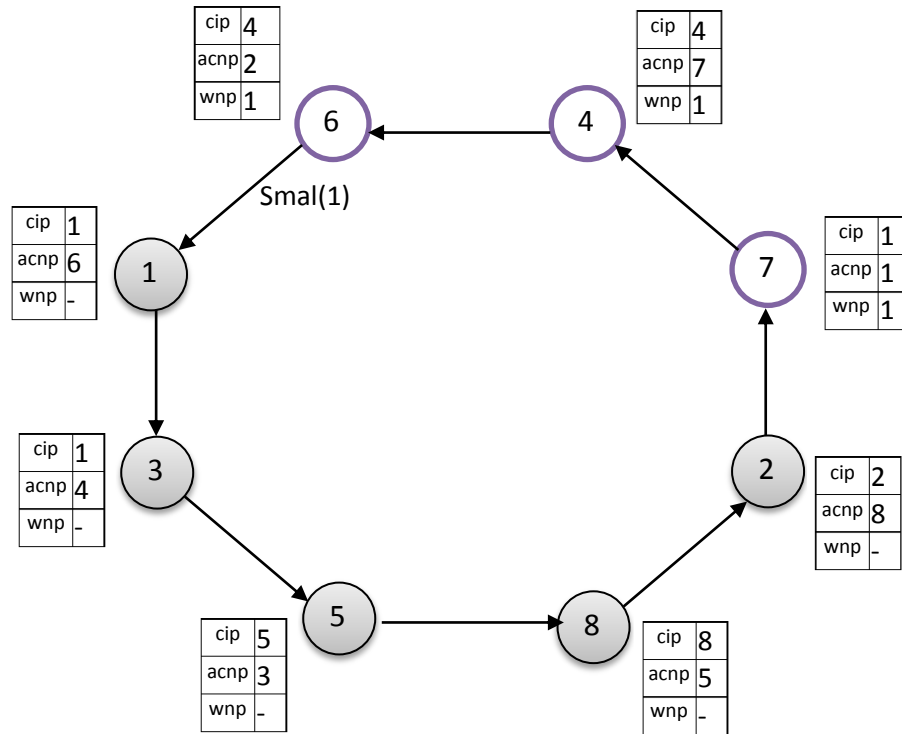 cip 4
acnp 2
wnp 1
6
4
cip 4
acnp 7
wnp 1
Smal(1)
cip 1
acnp 6
wnp -
1
7
cip 1
acnp 1
wnp 1
cip 1
acnp 4
wnp -
3
2
cip 2
acnp 8
wnp -
cip 5
acnp 3
wnp -
5
8
cip 8
acnp 5
wnp -